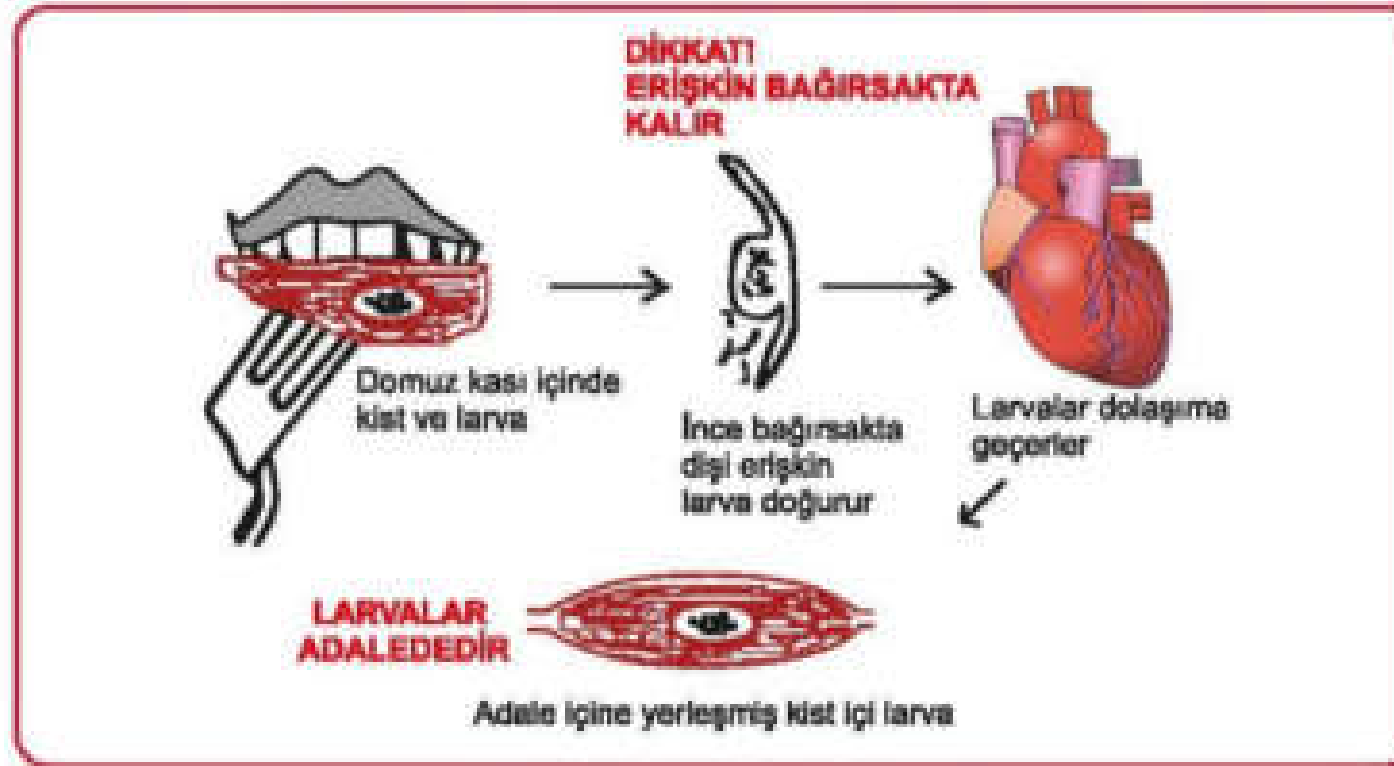 DİKKAT!
ERİŞKİN BAĞIRSAKTA
KALIR
Domuz kası içinde
kist ve larva
İnce bağırsakta
dişi erişkin
larva doğurur
Larvalar dolaşıma
geçerler
LARVALAR
ADALEDEDİR
Adale içine yerleşmiş kist içi larva